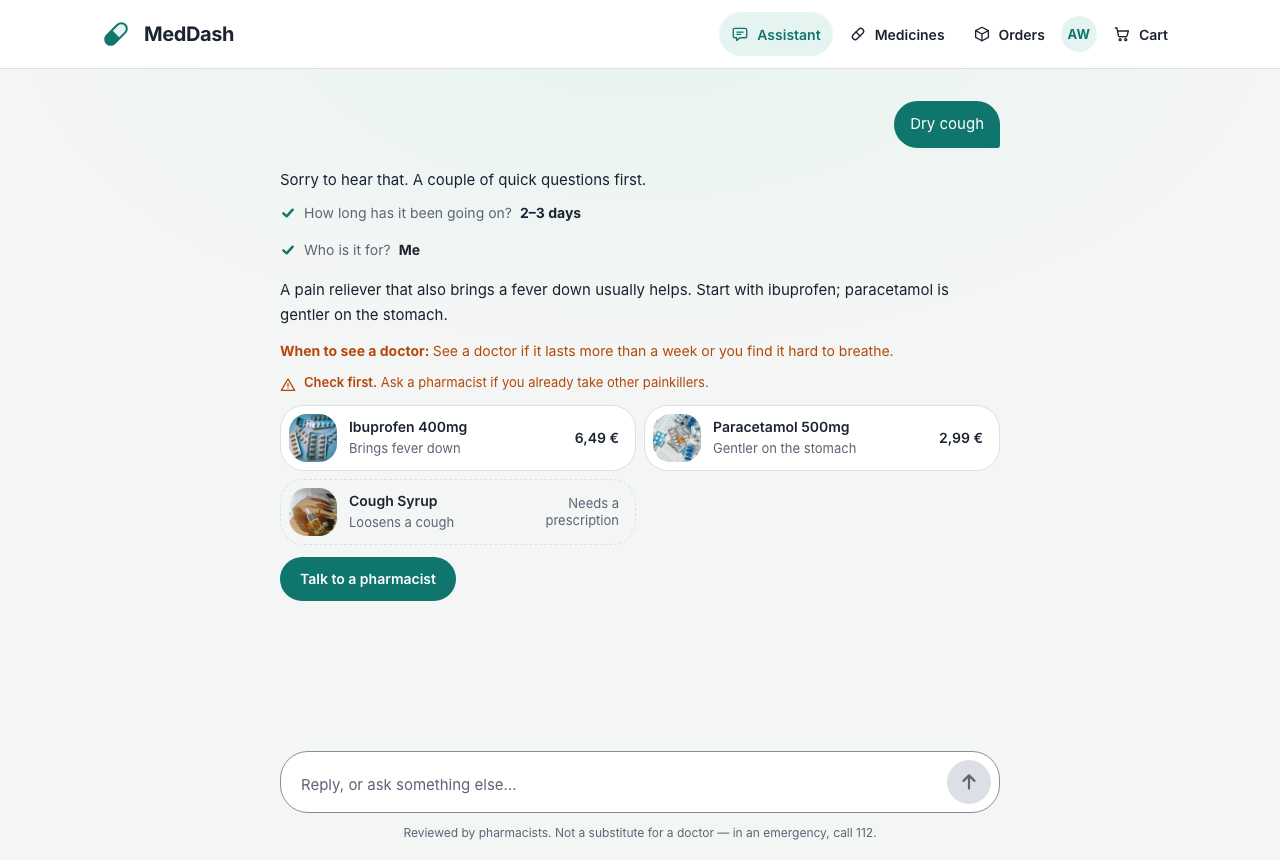 MedDash
Assistant
Medicines
Orders
AW
Cart
Dry cough
Sorry to hear that. A couple of quick questions first.
How long has it been going on? 2–3 days
Who is it for? Me
A pain reliever that also brings a fever down usually helps. Start with ibuprofen; paracetamol is
gentler on the stomach.
When to see a doctor: See a doctor if it lasts more than a week or you find it hard to breathe.
Check first. Ask a pharmacist if you already take other painkillers.
Ibuprofen 400mg
Brings fever down
6,49 €
Paracetamol 500mg
Gentler on the stomach
2,99 €
Cough Syrup
Loosens a cough
Needs a
prescription
Talk to a pharmacist
Reply, or ask something else...
Reviewed by pharmacists. Not a substitute for a doctor — in an emergency, call 112.